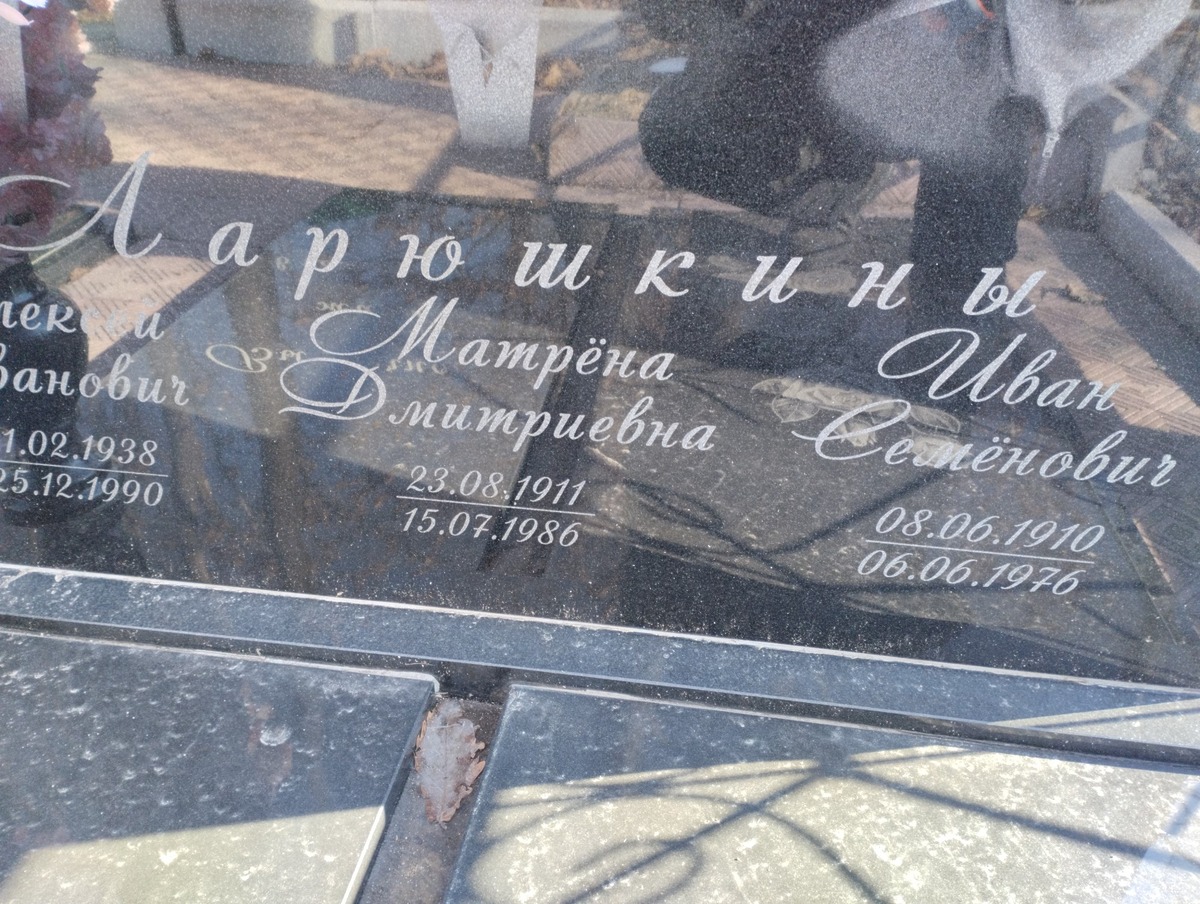 Ларюшкины
Матрёна
Дмитриевна
23.08.1911
15.07.1986
Иван
Семёнович
08.06.1910
06.06.1976
лексей
ванович
1.02.1938
25.12.1990